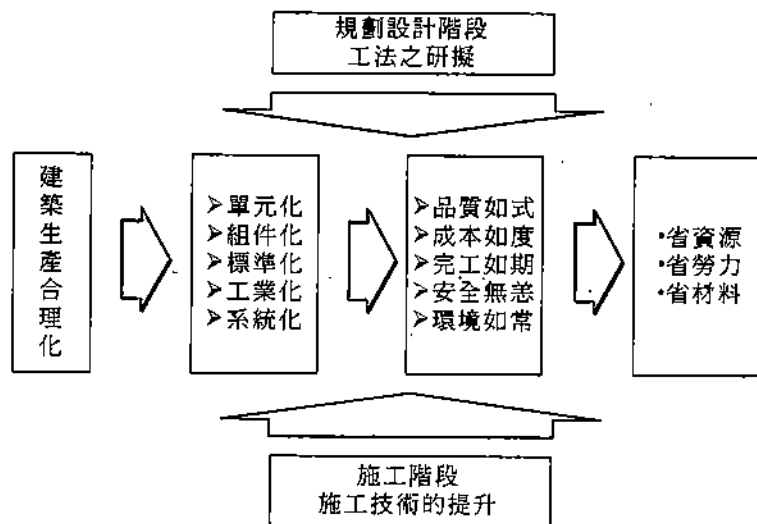 規劃設計階段
工法之研擬
建築生產合理化
➢單元化
➢組件化
➢標準化
➢工業化
➢系統化
➢品質如式
➢成本如度
➢完工如期
➢安全無恙
➢環境如常
•省資源
•省勞力
•省材料
施工階段
施工技術的提升